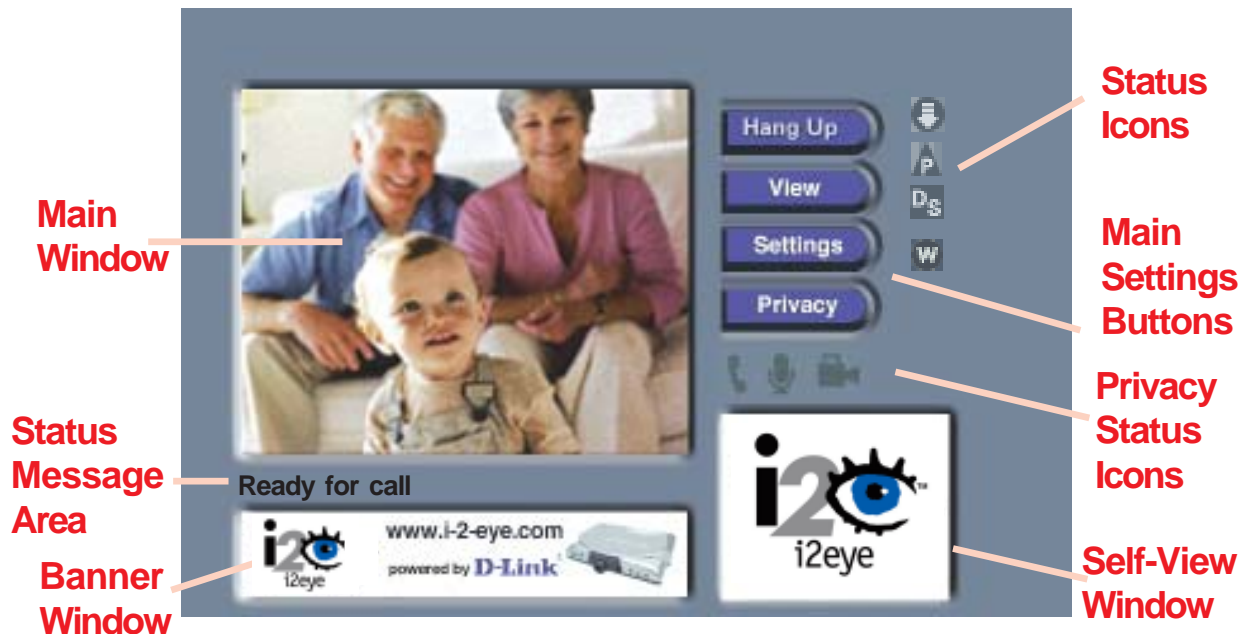 Main
Window
Status
Message
Area
Banner
Window
Hang Up
View
Settings
Privacy
P
DS
W
Status
Icons
Main
Settings
Buttons
Privacy
Status
Icons
Self-View
Window
Ready for call
i2eye
www.i-2-eye.com
powered by D-Link
i2
i2eye
i2
™